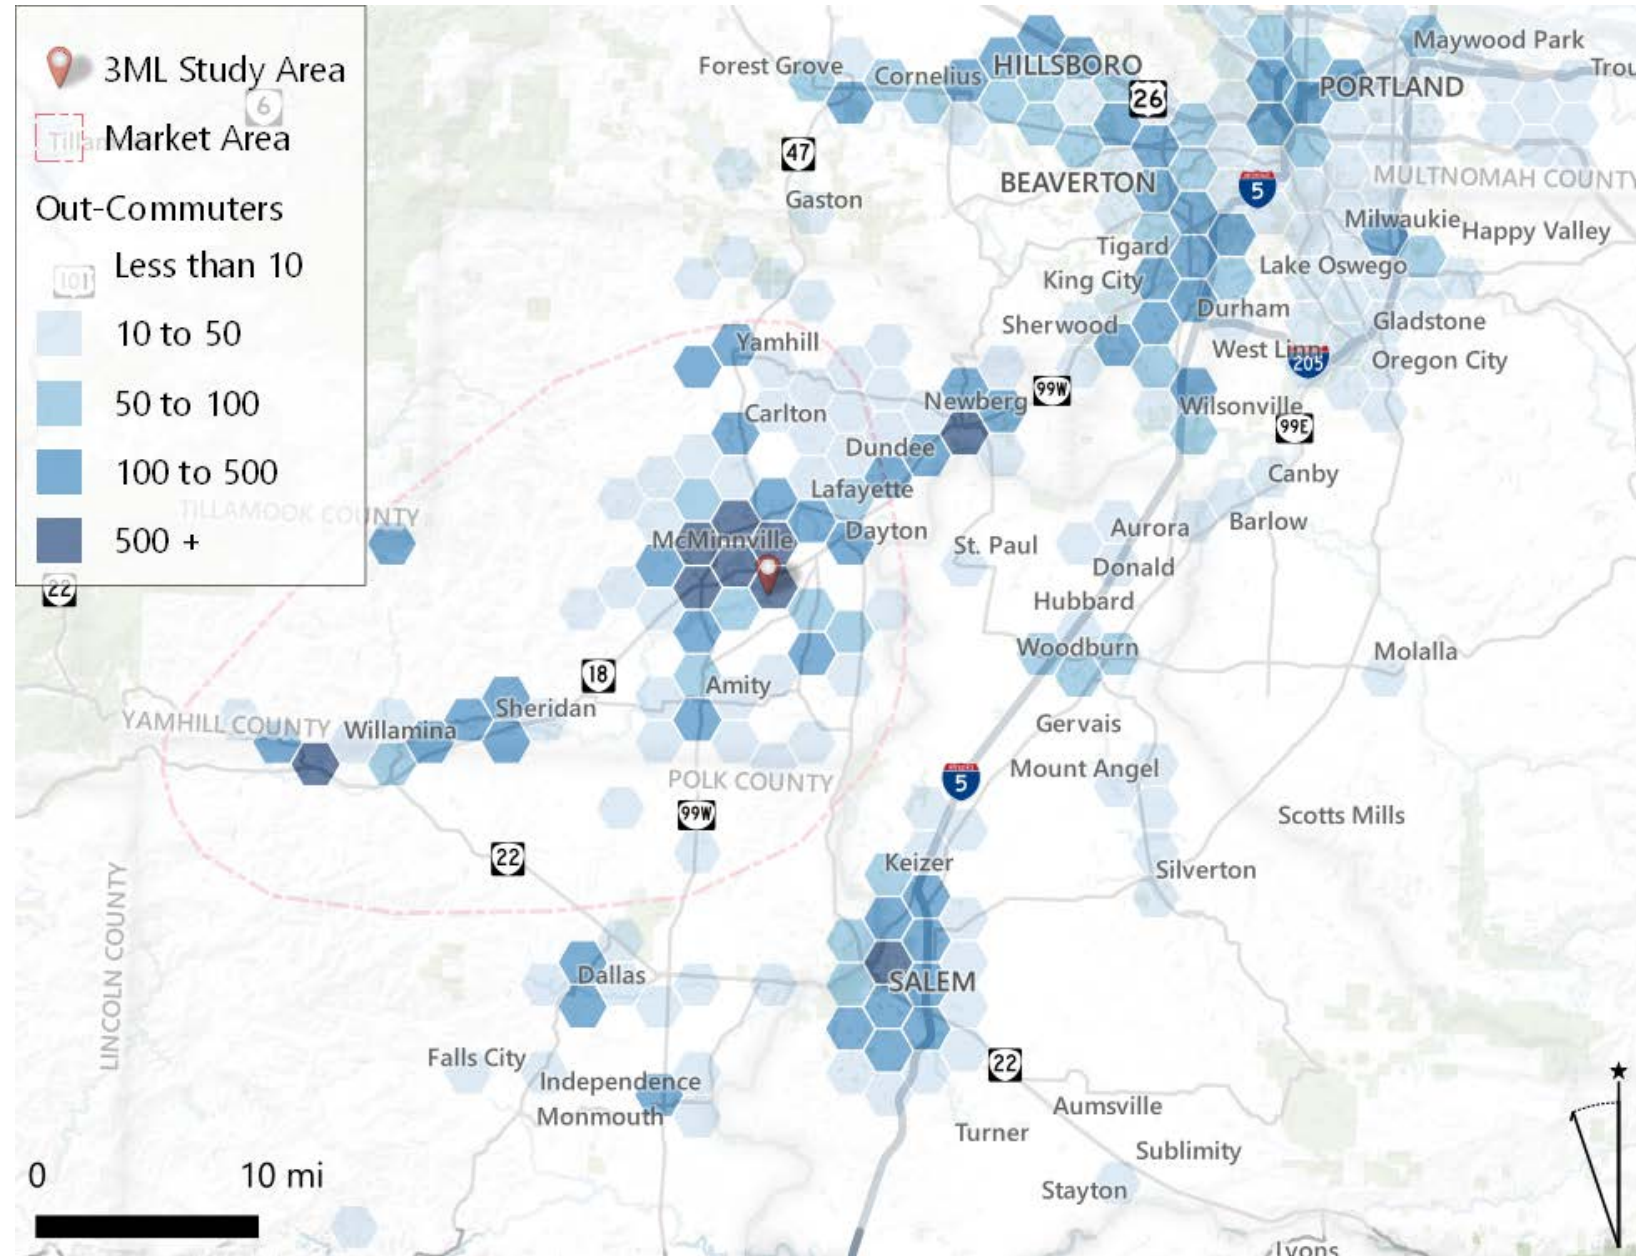 3ML Study Area
6
Tillam
Market Area
Out-Commuters
Less than 10
101
10 to 50
50 to 100
100 to 500
500 +
22
Maywood Park
Forest Grove
Cornelius
HILLSBORO
Trou
26
PORTLAND
47
BEAVERTON
MULTNOMAH COUNTY
5
Gaston
Milwaukie
Happy Valley
Tigard
Lake Oswego
King City
Durham
Sherwood
Gladstone
Yamhill
West Linn
205
Oregon City
99W
Newberg
Wilsonville
Carlton
99E
Dundee
Canby
Lafayette
TILLAMOOK COUNTY
Aurora
Barlow
McMinnville
Dayton
St. Paul
Donald
Hubbard
Woodburn
Molalla
18
Amity
Sheridan
YAMHILL COUNTY
Willamina
Gervais
5
Mount Angel
POLK COUNTY
99W
Scotts Mills
22
Keizer
Silverton
LINCOLN COUNTY
Dallas
SALEM
Falls City
22
Independence
Monmouth
Aumsville
Turner
Sublimity
Stayton
0
10 mi
Lyons